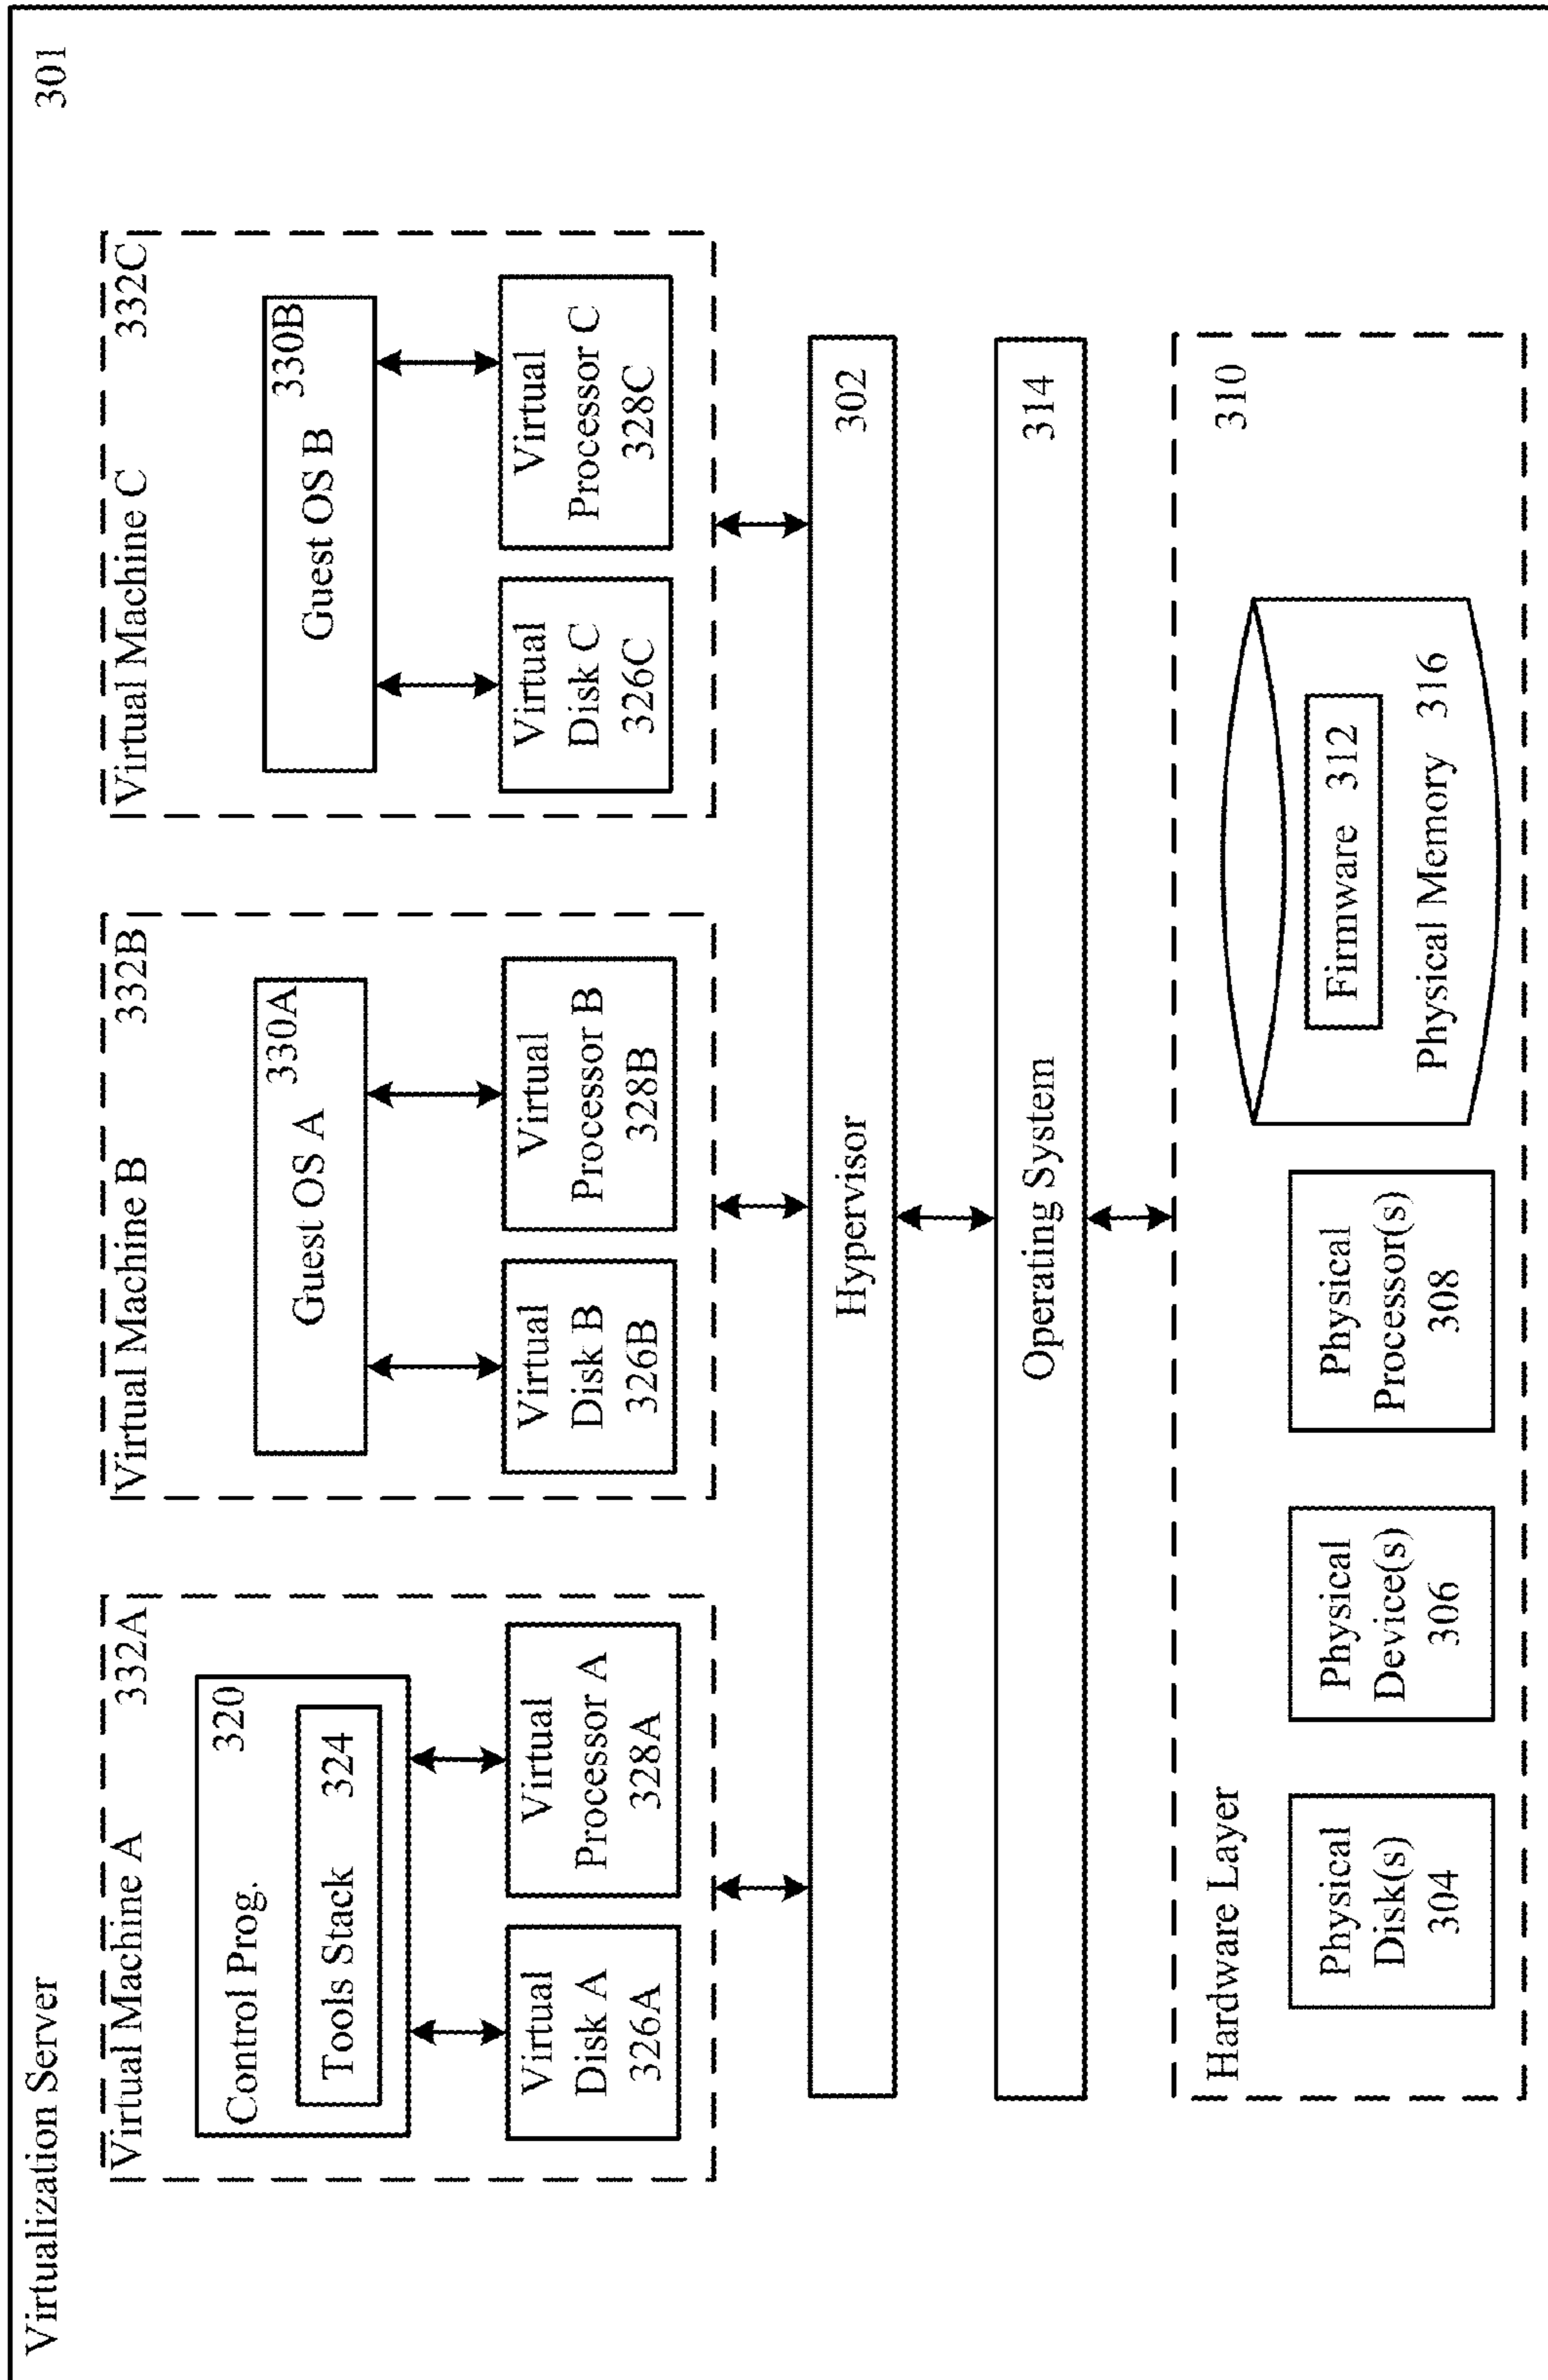 Virtualization Server
301
Virtual Machine A
332A
Control Prog.
320
Tools Stack 324
Virtual
Disk A
326A
Virtual
Processor A
328A
Virtual Machine B
332B
330A
Guest OS A
Virtual
Disk B
326B
Virtual
Processor B
328B
Virtual Machine C
332C
330B
Guest OS B
Virtual
Disk C
326C
Virtual
Processor C
328C
Hypervisor
302
Operating System
314
Hardware Layer
310
Physical
Disk(s)
304
Physical
Device(s)
306
Physical
Processor(s)
308
Firmware 312
Physical Memory 316